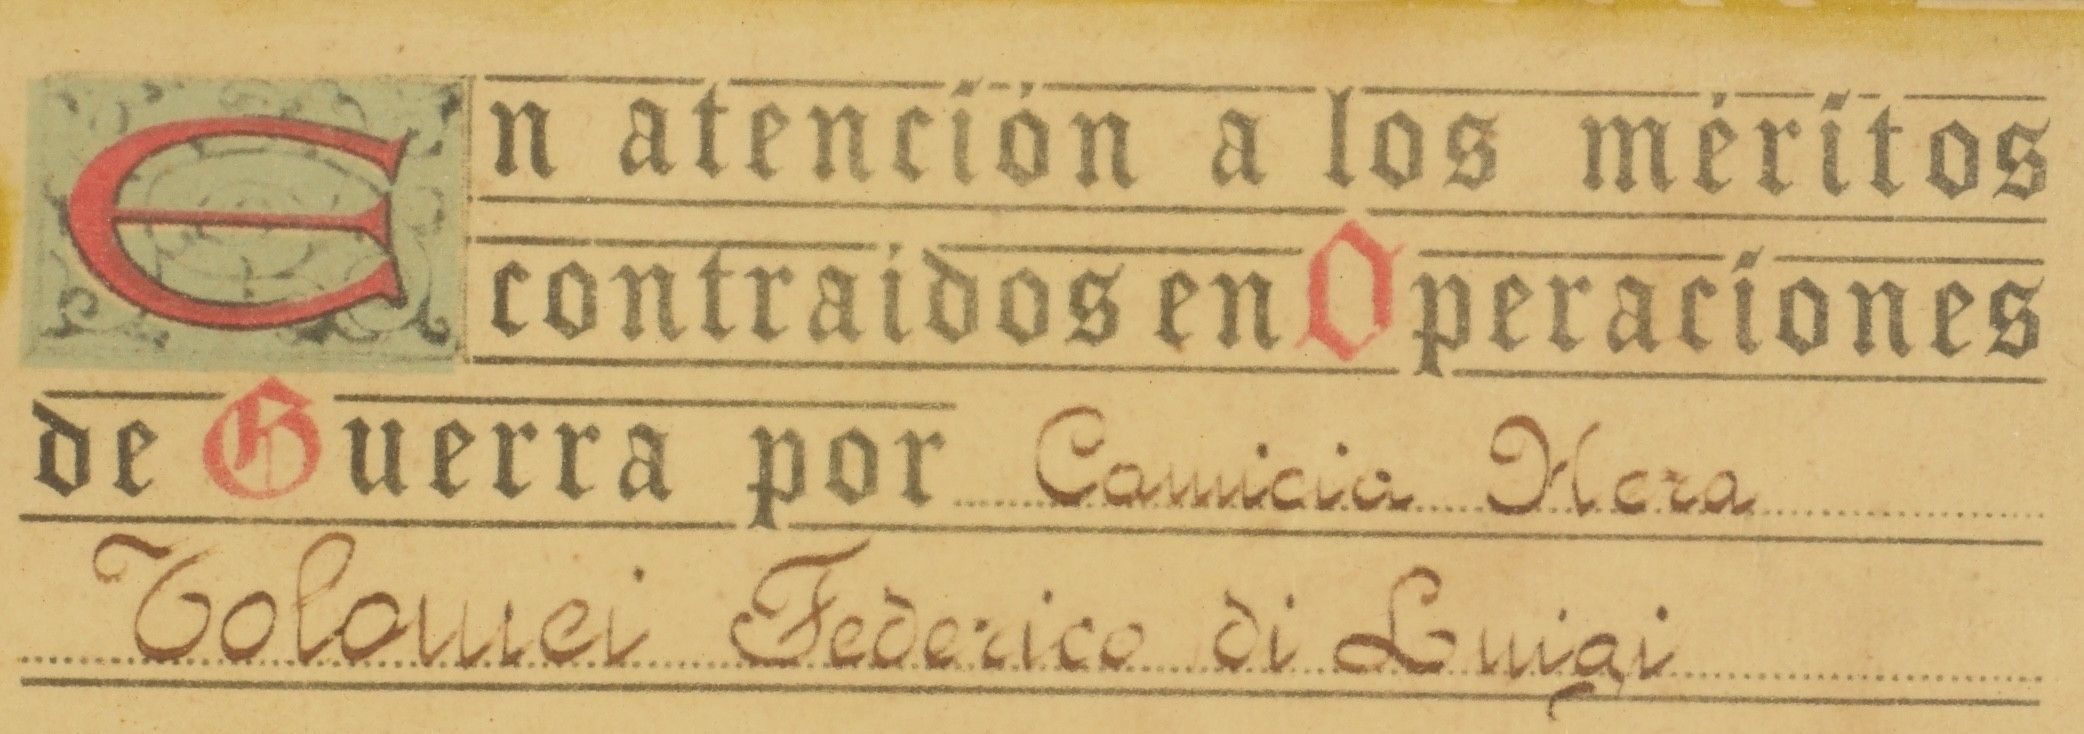 En atención a los méritos
contraidos en Operaciones
de Guerra por Camicia Nera
Tolomei Federico di Luigi